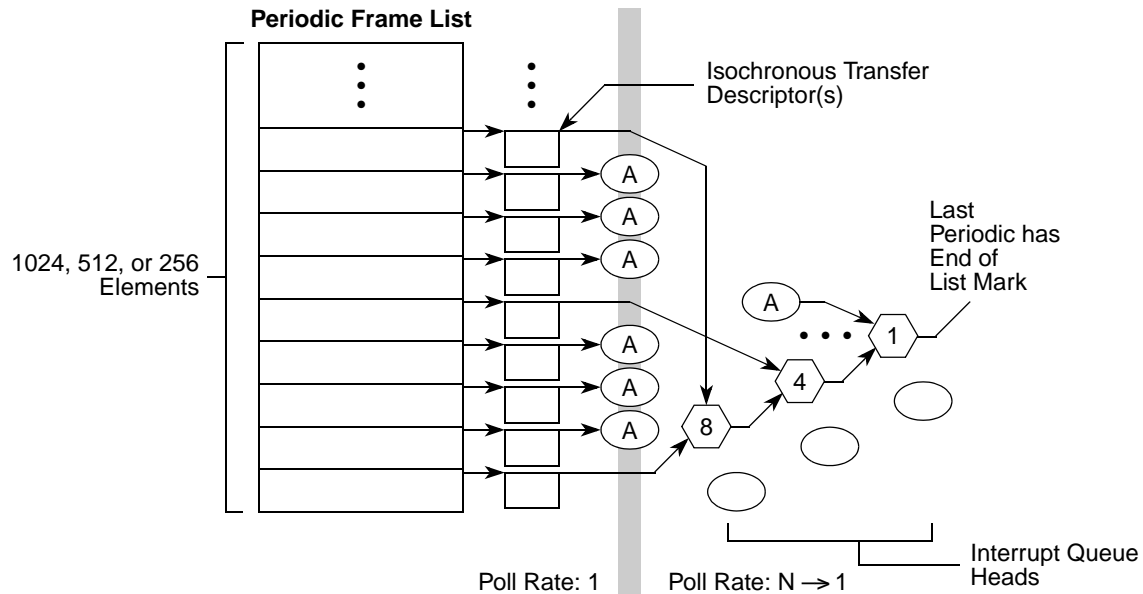 Periodic Frame List
Isochronous Transfer
Descriptor(s)
A
A
A
Last
Periodic has
End of
List Mark
1024, 512, or 256
Elements
A
1
A
4
A
8
A
Interrupt Queue
Heads
Poll Rate: 1
Poll Rate: N → 1